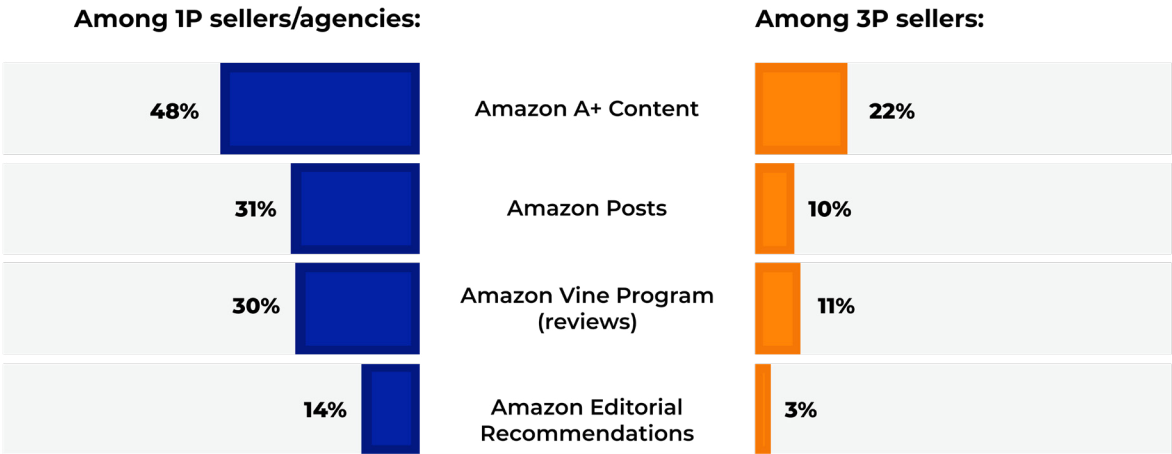 Among 1P sellers/agencies:
Among 3P sellers:
48%
Amazon A+ Content
22%
31%
Amazon Posts
10%
30%
Amazon Vine Program
(reviews)
11%
14%
Amazon Editorial
Recommendations
3%